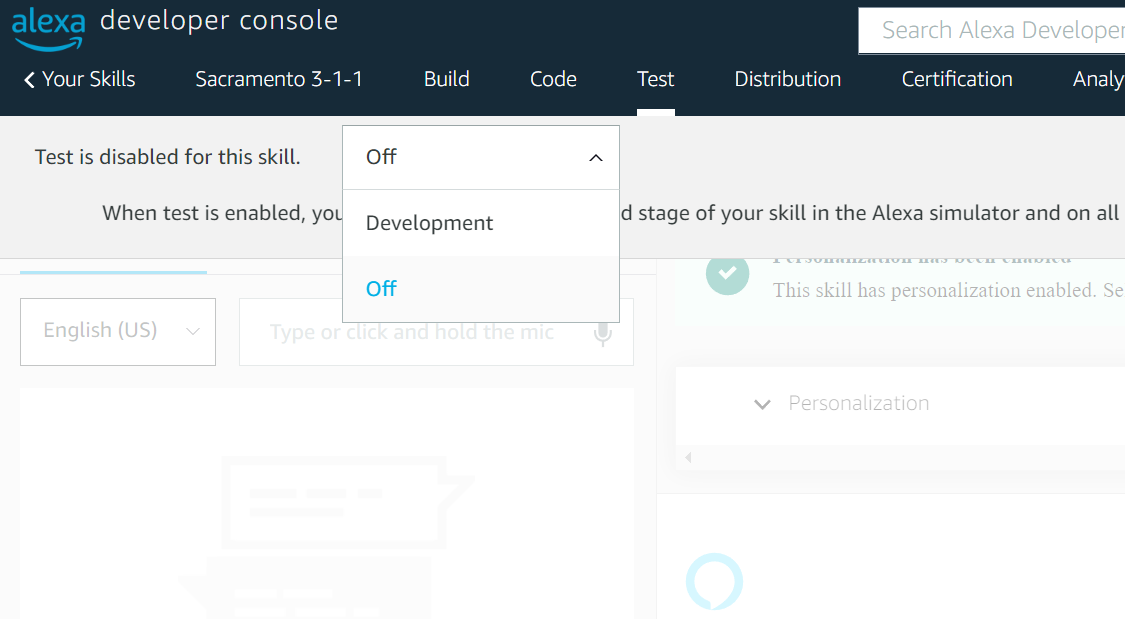 alexa developer console
Search Alexa Developer
Your Skills Sacramento 3-1-1 Build Code Test Distribution Certification Analy
Test is disabled for this skill. Off
When test is enabled, you d stage of your skill in the Alexa simulator and on all
Development
Off
Personalization has been enabled
This skill has personalization enabled. Se
English (US) Type or click and hold the mic
Personalization